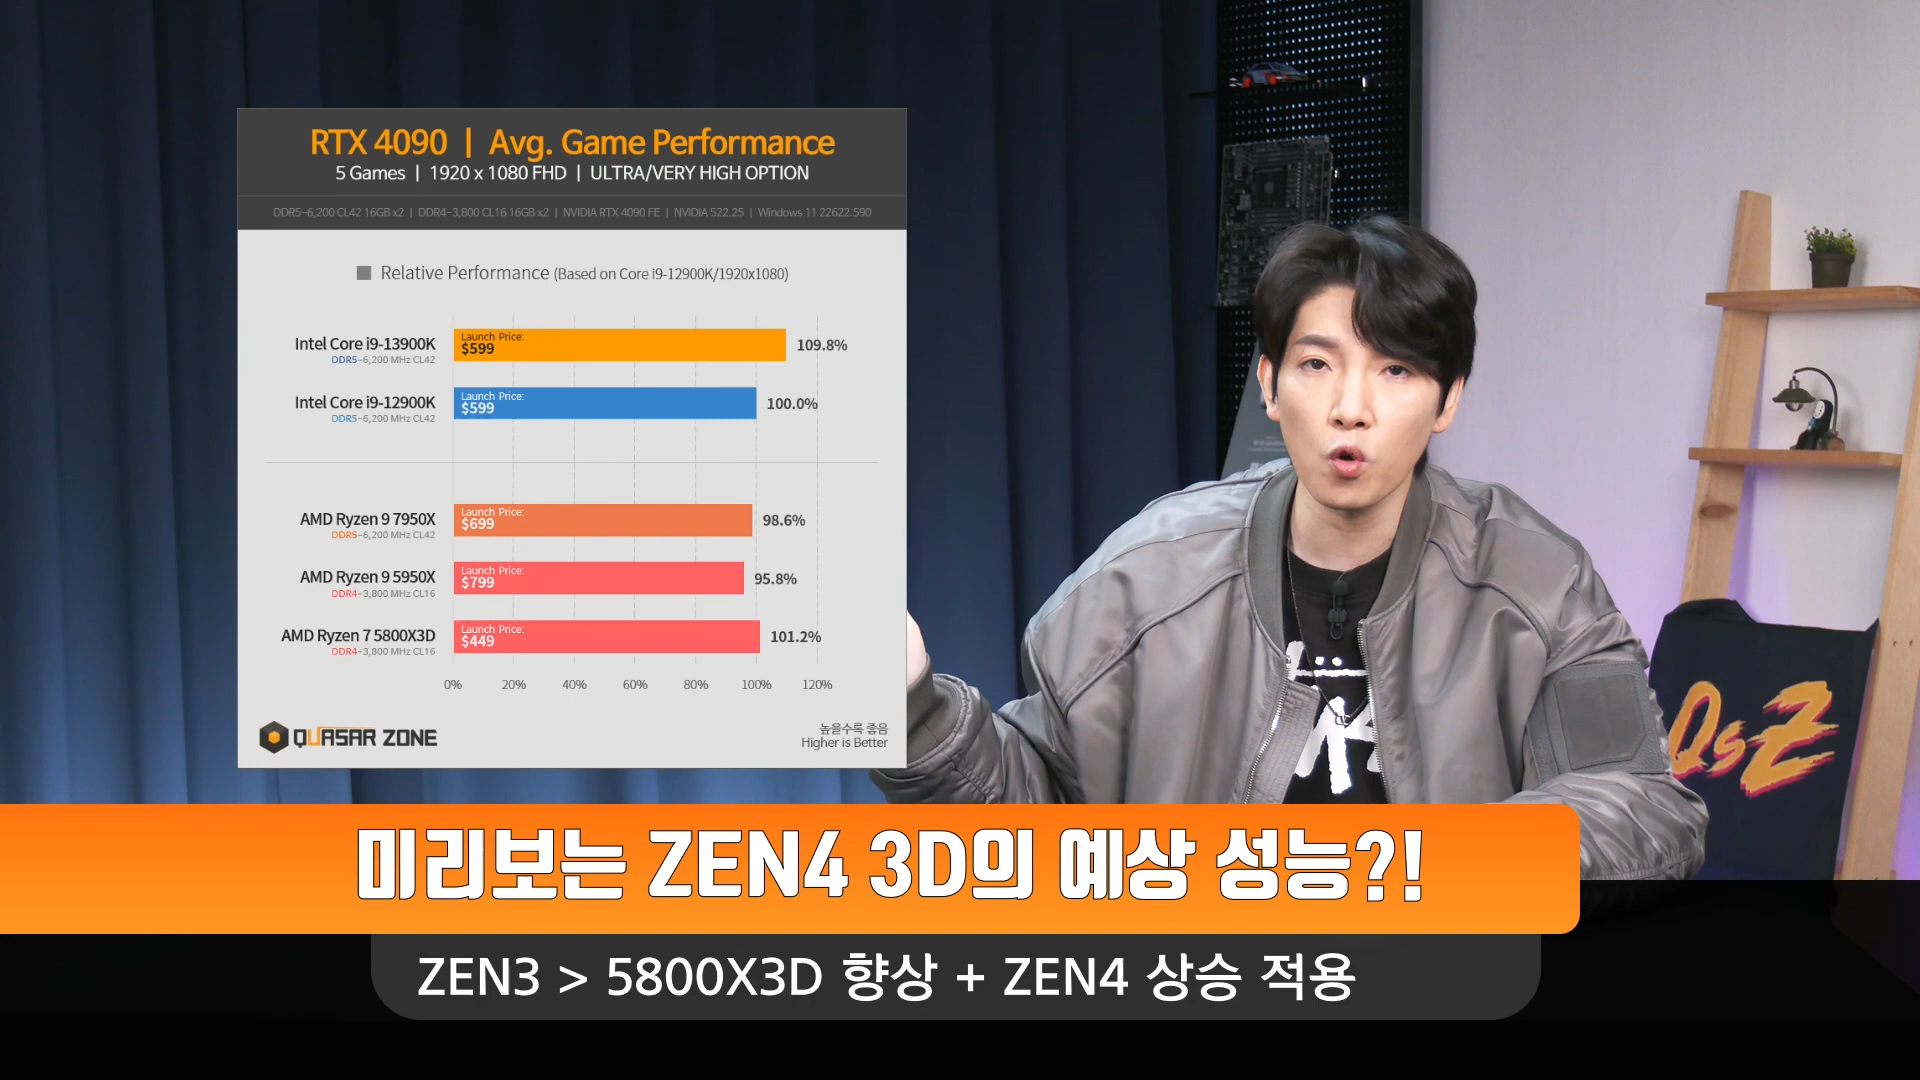 RTX 4090 | Avg. Game Performance
5 Games | 1920 x 1080 FHD | ULTRA/VERY HIGH OPTION
DDR5-6,200 CL42 16GB x2 | DDR4-3,800 CL16 16GB x2 | NVIDIA RTX 4090 FE | NVIDIA 522.25 | Windows 11 22622.590
Relative Performance (Based on Core i9-12900K/1920x1080)
Intel Core i9-13900K
DDR5-6,200 MHz CL42
Launch Price:
$599
109.8%
Intel Core i9-12900K
DDR5-6,200 MHz CL42
Launch Price:
$599
100.0%
AMD Ryzen 9 7950X
DDR5-6,200 MHz CL42
Launch Price:
$699
98.6%
AMD Ryzen 9 5950X
DDR4-3,800 MHz CL16
Launch Price:
$799
95.8%
AMD Ryzen 7 5800X3D
DDR4-3,800 MHz CL16
Launch Price:
$449
101.2%
0% 20% 40% 60% 80% 100% 120%
QUASAR ZONE
높을수록 좋음
Higher is Better
QsZ
미리보는 ZEN4 3D의 예상 성능?!
ZEN3 > 5800X3D 향상 + ZEN4 상승 적용